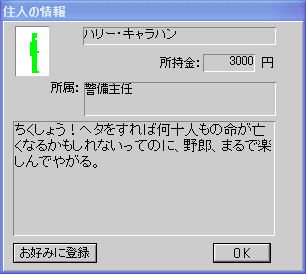 住人の情報
ハリー・キャラハン
所持金: 3000 円
所属: 警備主任
ちくしょう！ヘタをすれば何十人もの命が亡
くなるかもしれないってのに、野郎、まるで楽
しんでやがる。
お好みに登録 OK